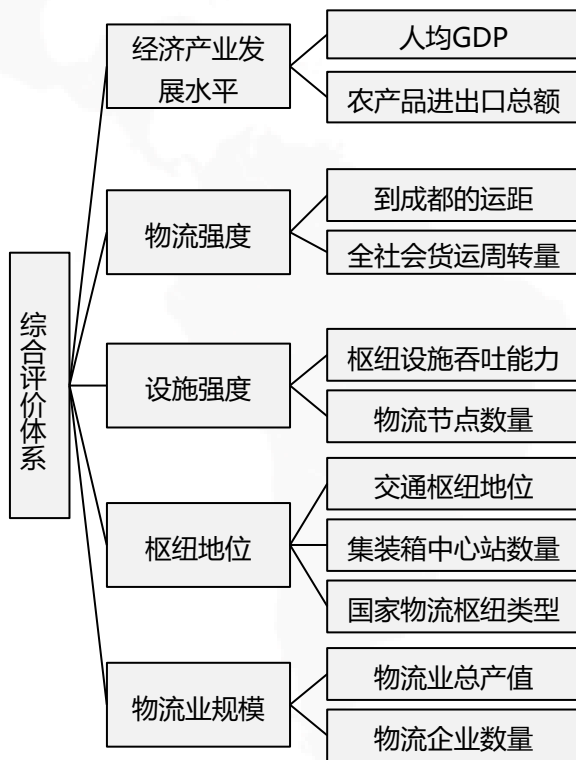 综合评价体系
经济产业发
展水平
人均GDP
农产品进出口总额
物流强度
到成都的运距
全社会货运周转量
设施强度
枢纽设施吞吐能力
物流节点数量
枢纽地位
交通枢纽地位
集装箱中心站数量
国家物流枢纽类型
物流业规模
物流业总产值
物流企业数量